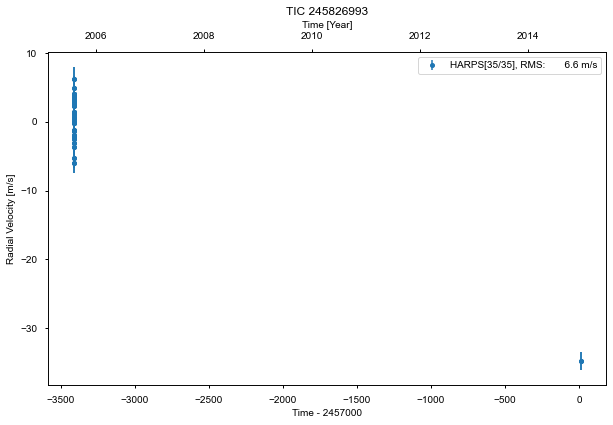 TIC 245826993
Time [Year]
2006 2008 2010 2012 2014
HARPS[35/35], RMS: 6.6 m/s
Radial Velocity [m/s]
10
0
−10
−20
−30
−3500 −3000 −2500 −2000 −1500 −1000 −500 0
Time - 2457000